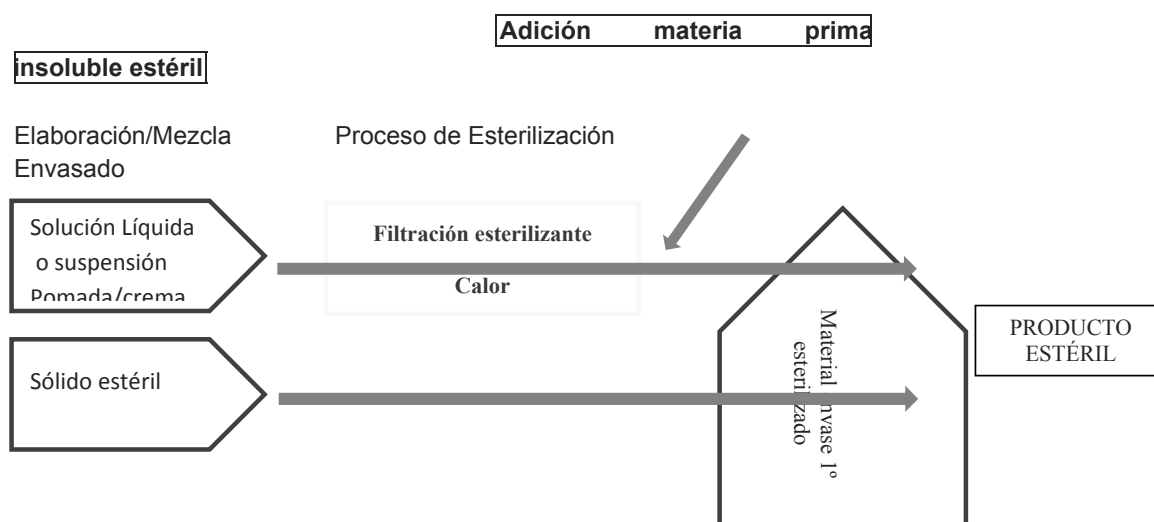 Adición materia prima
insoluble estéril
Elaboración/Mezcla Proceso de Esterilización
Envasado
Solución Líquida
o suspensión
Pomada/crema
Filtración esterilizante
Calor
Sólido estéril
Material envase 1º
esterilizado
PRODUCTO
ESTÉRIL